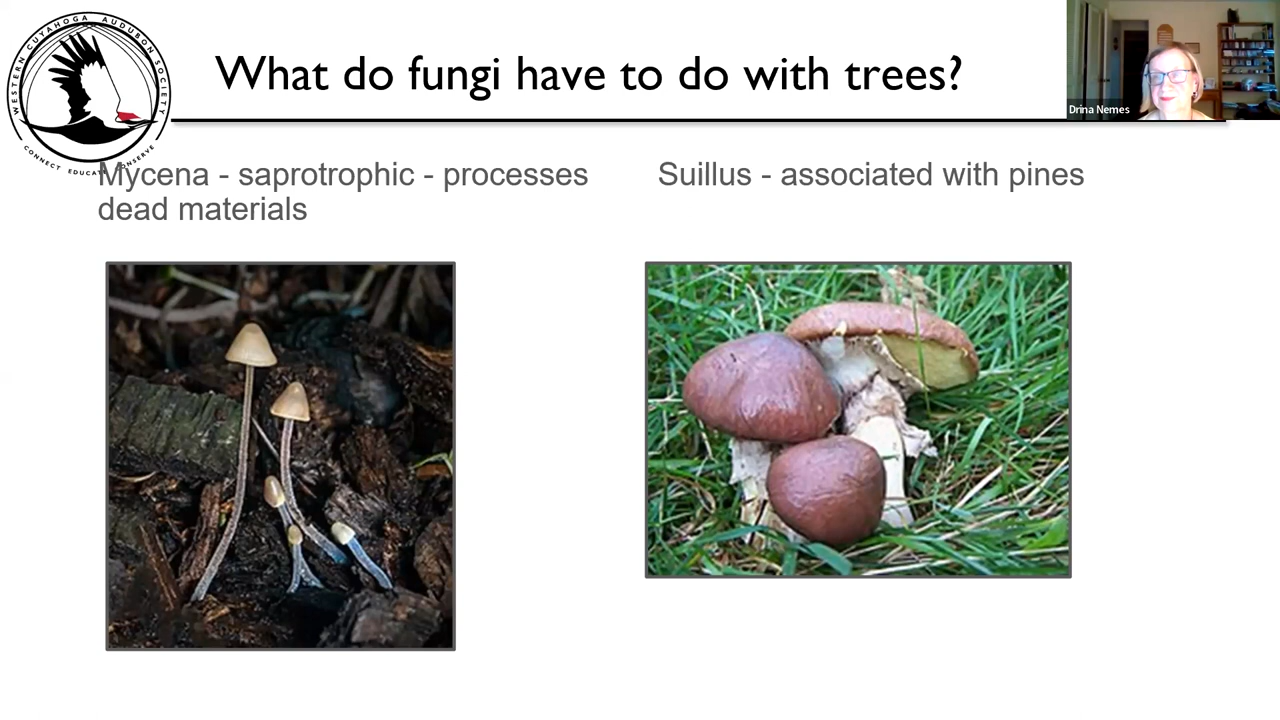 WESTERN CUYAHOGA AUDUBON SOCIETY
CONNECT EDUCATE CONSERVE
What do fungi have to do with trees?
Drina Nemes
Mycena - saprotrophic - processes
dead materials
Suillus - associated with pines